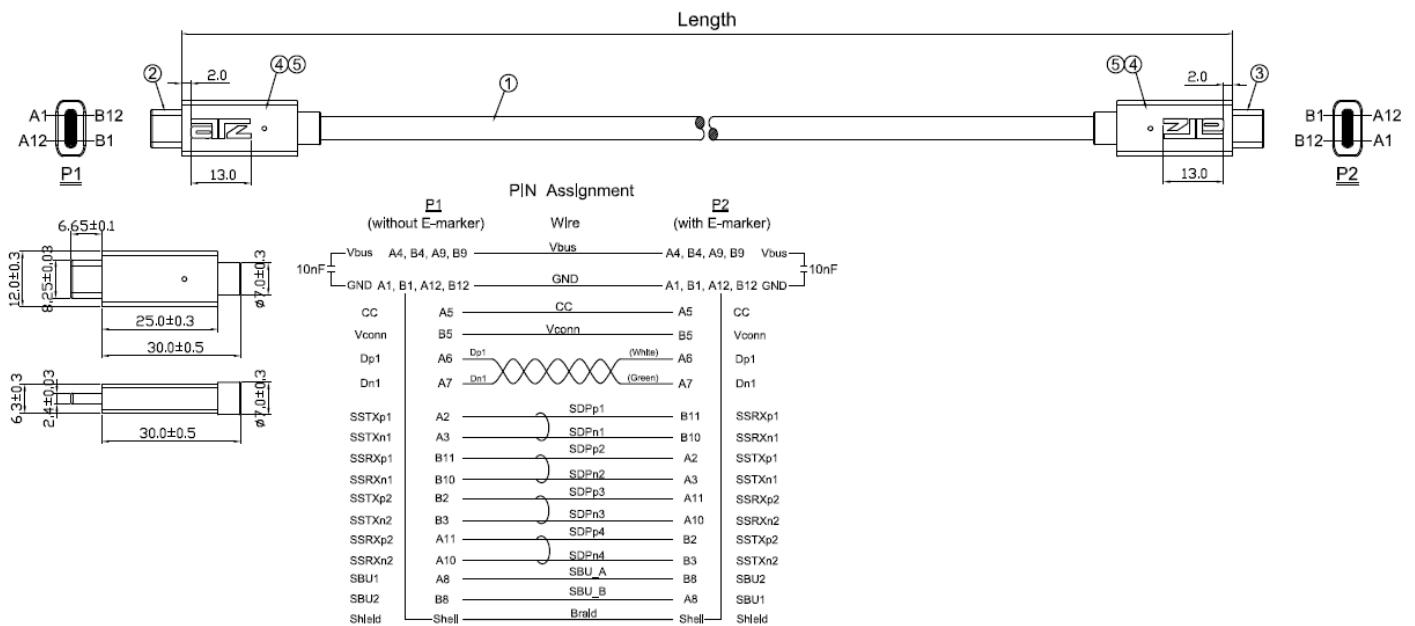 Length
② 2.0 ④⑤ ① ⑤④ 2.0 ③
A1 B12
A12 B1
P1
B1 A12
B12 A1
P2
13.0 13.0
PIN Assignment
P1 Wire P2
(without E-marker) (with E-marker)
Vbus A4, B4, A9, B9 Vbus A4, B4, A9, B9 Vbus
10nF 10nF
GND A1, B1, A12, B12 GND A1, B1, A12, B12 GND
CC A5 CC A5 CC
Vconn B5 Vconn B5 Vconn
Dp1 A6 Dp1 (White) A6 Dp1
Dn1 A7 Dn1 (Green) A7 Dn1
SSTXp1 A2 SDPp1 B11 SSRXp1
SSTXn1 A3 SDPn1 B10 SSRXn1
SSRXp1 B11 SDPp2 A2 SSTXp1
SSRXn1 B10 SDPn2 A3 SSTXn1
SSTXp2 B2 SDPp3 A11 SSRXp2
SSTXn2 B3 SDPn3 A10 SSRXn2
SSRXp2 A11 SDPp4 B2 SSTXp2
SSRXn2 A10 SDPn4 B3 SSTXn2
SBU1 A8 SBU_A B8 SBU2
SBU2 B8 SBU_B A8 SBU1
Shield Shell Braid Shell Shield
6.65±0.1
12.0±0.3
8.25±0.03
ø7.0±0.3
25.0±0.3
30.0±0.5
6.3±0.3
2.4±0.03
ø7.0±0.3
30.0±0.5